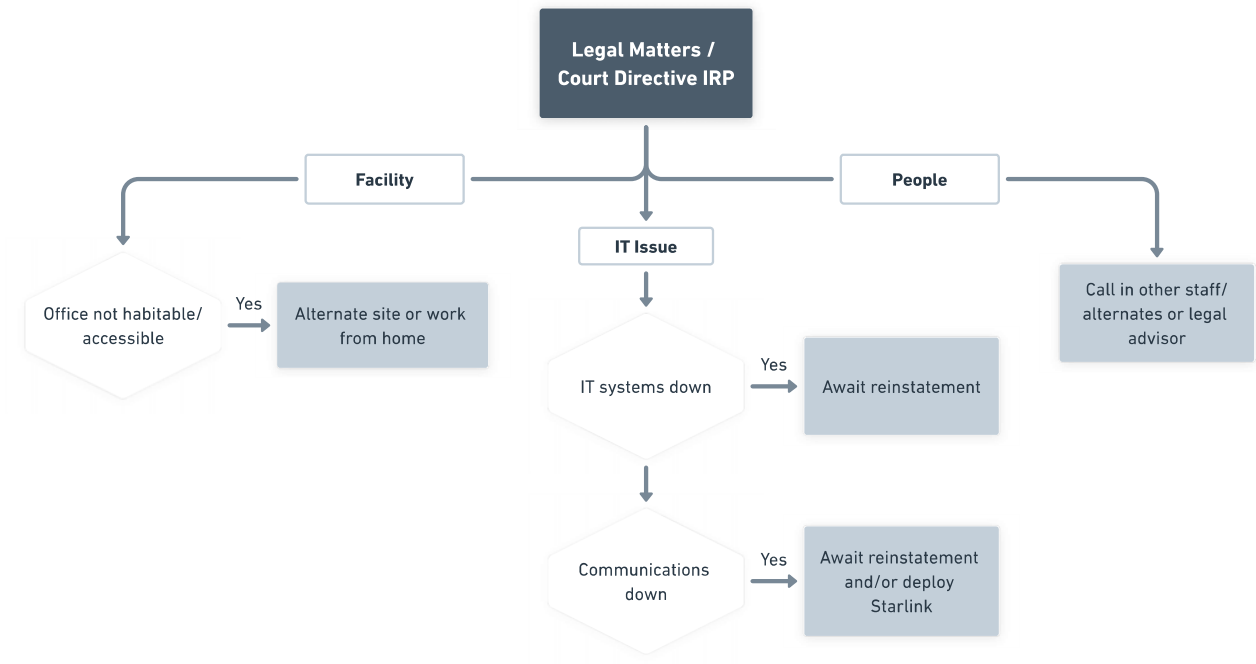 Legal Matters /
Court Directive IRP
Facility
People
IT Issue
Office not habitable/
accessible
Yes
Alternate site or work
from home
Call in other staff/
alternates or legal
advisor
IT systems down
Yes
Await reinstatement
Communications
down
Yes
Await reinstatement
and/or deploy
Starlink